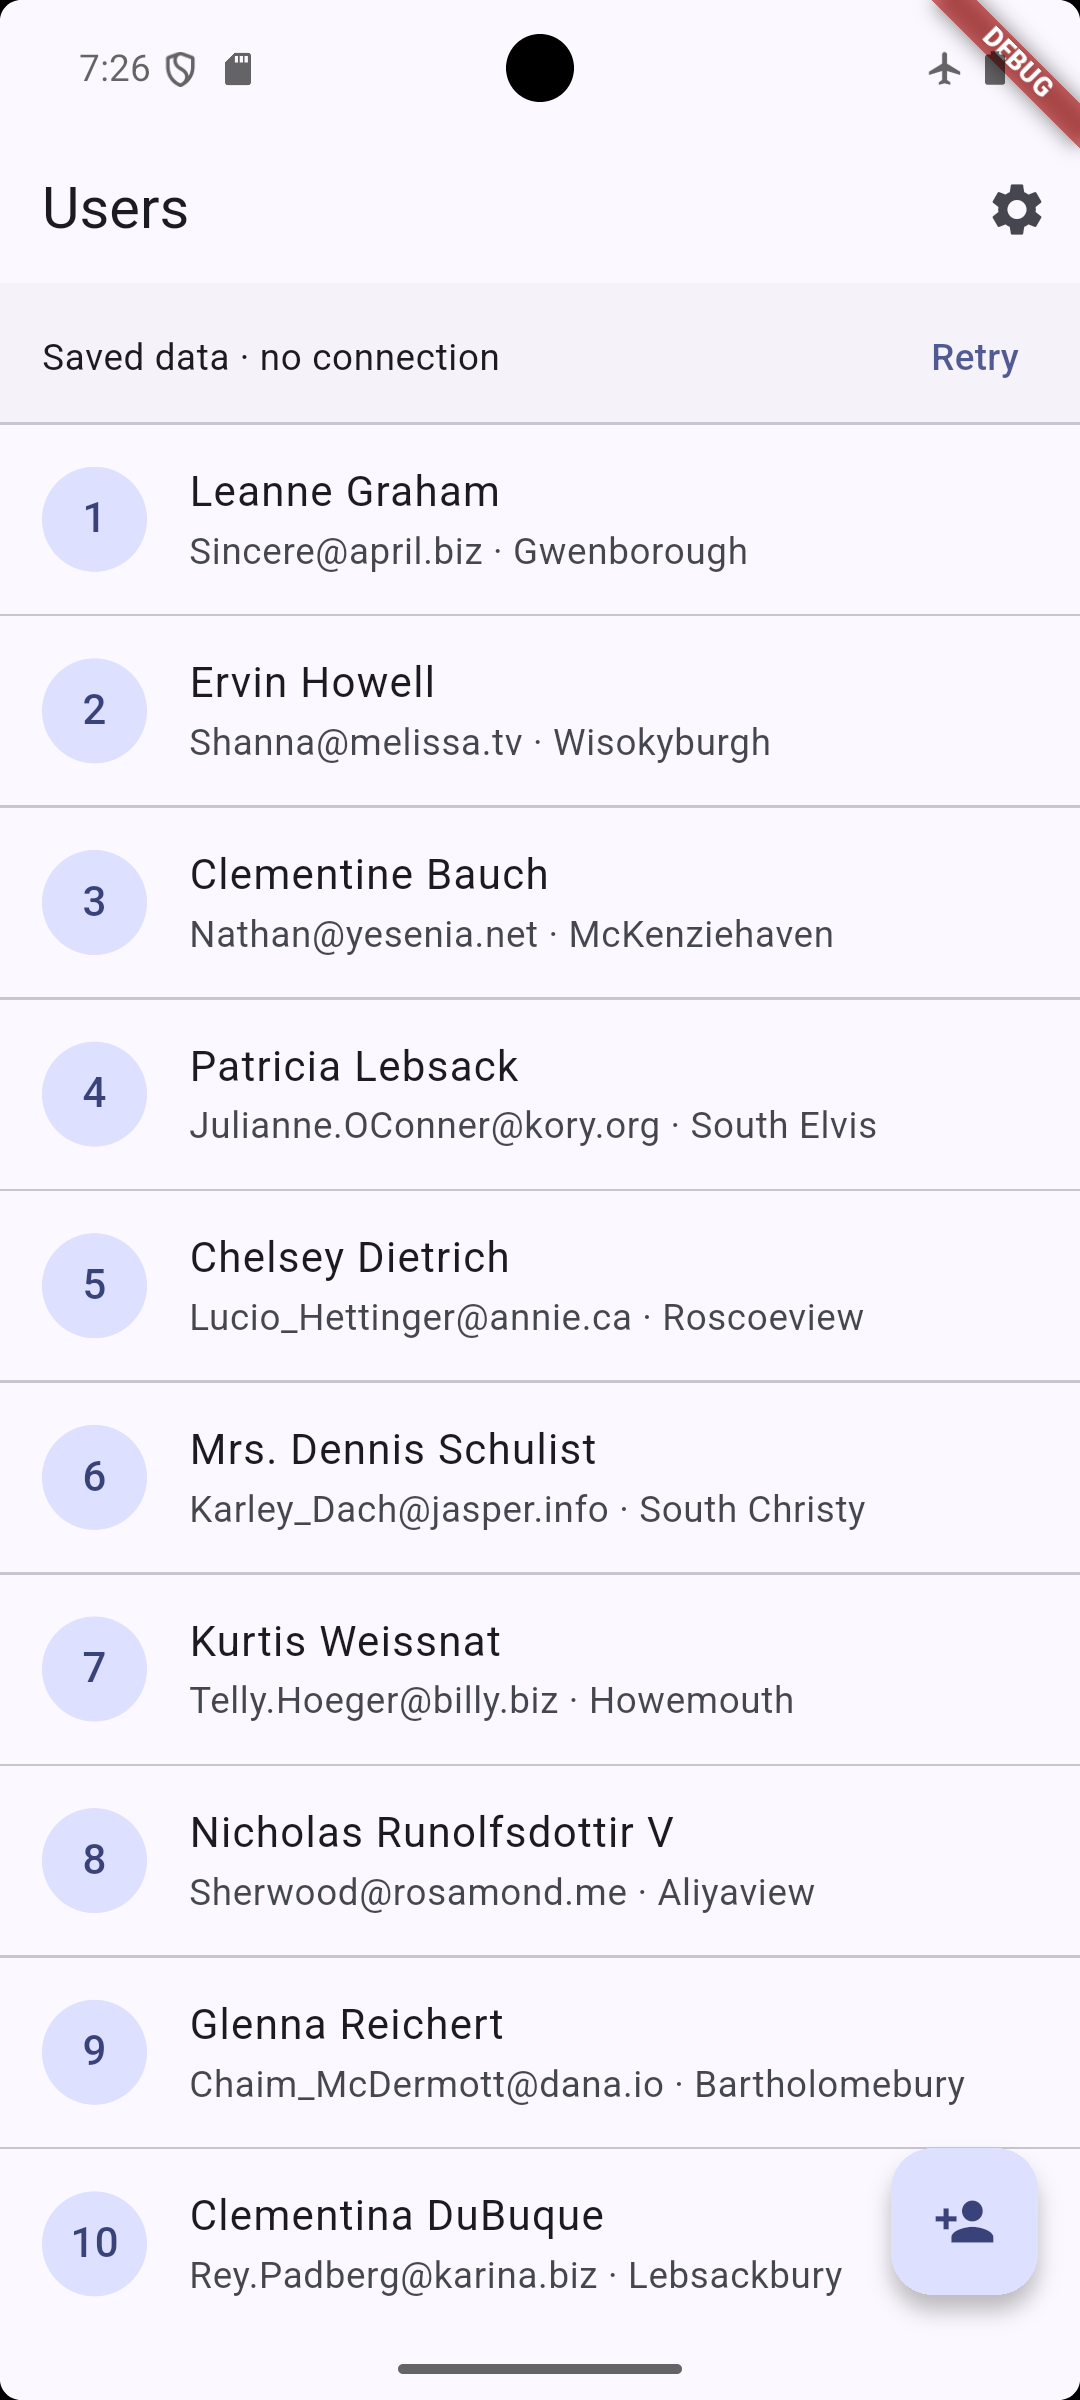 7:26
DEBUG
Users
Saved data · no connection
Retry
1
Leanne Graham
Sincere@april.biz · Gwenborough
2
Ervin Howell
Shanna@melissa.tv · Wisokyburgh
3
Clementine Bauch
Nathan@yesenia.net · McKenziehaven
4
Patricia Lebsack
Julianne.OConner@kory.org · South Elvis
5
Chelsey Dietrich
Lucio_Hettinger@annie.ca · Roscoeview
6
Mrs. Dennis Schulist
Karley_Dach@jasper.info · South Christy
7
Kurtis Weissnat
Telly.Hoeger@billy.biz · Howemouth
8
Nicholas Runolfsdottir V
Sherwood@rosamond.me · Aliyaview
9
Glenna Reichert
Chaim_McDermott@dana.io · Bartholomebury
10
Clementina DuBuque
Rey.Padberg@karina.biz · Lebsackbury